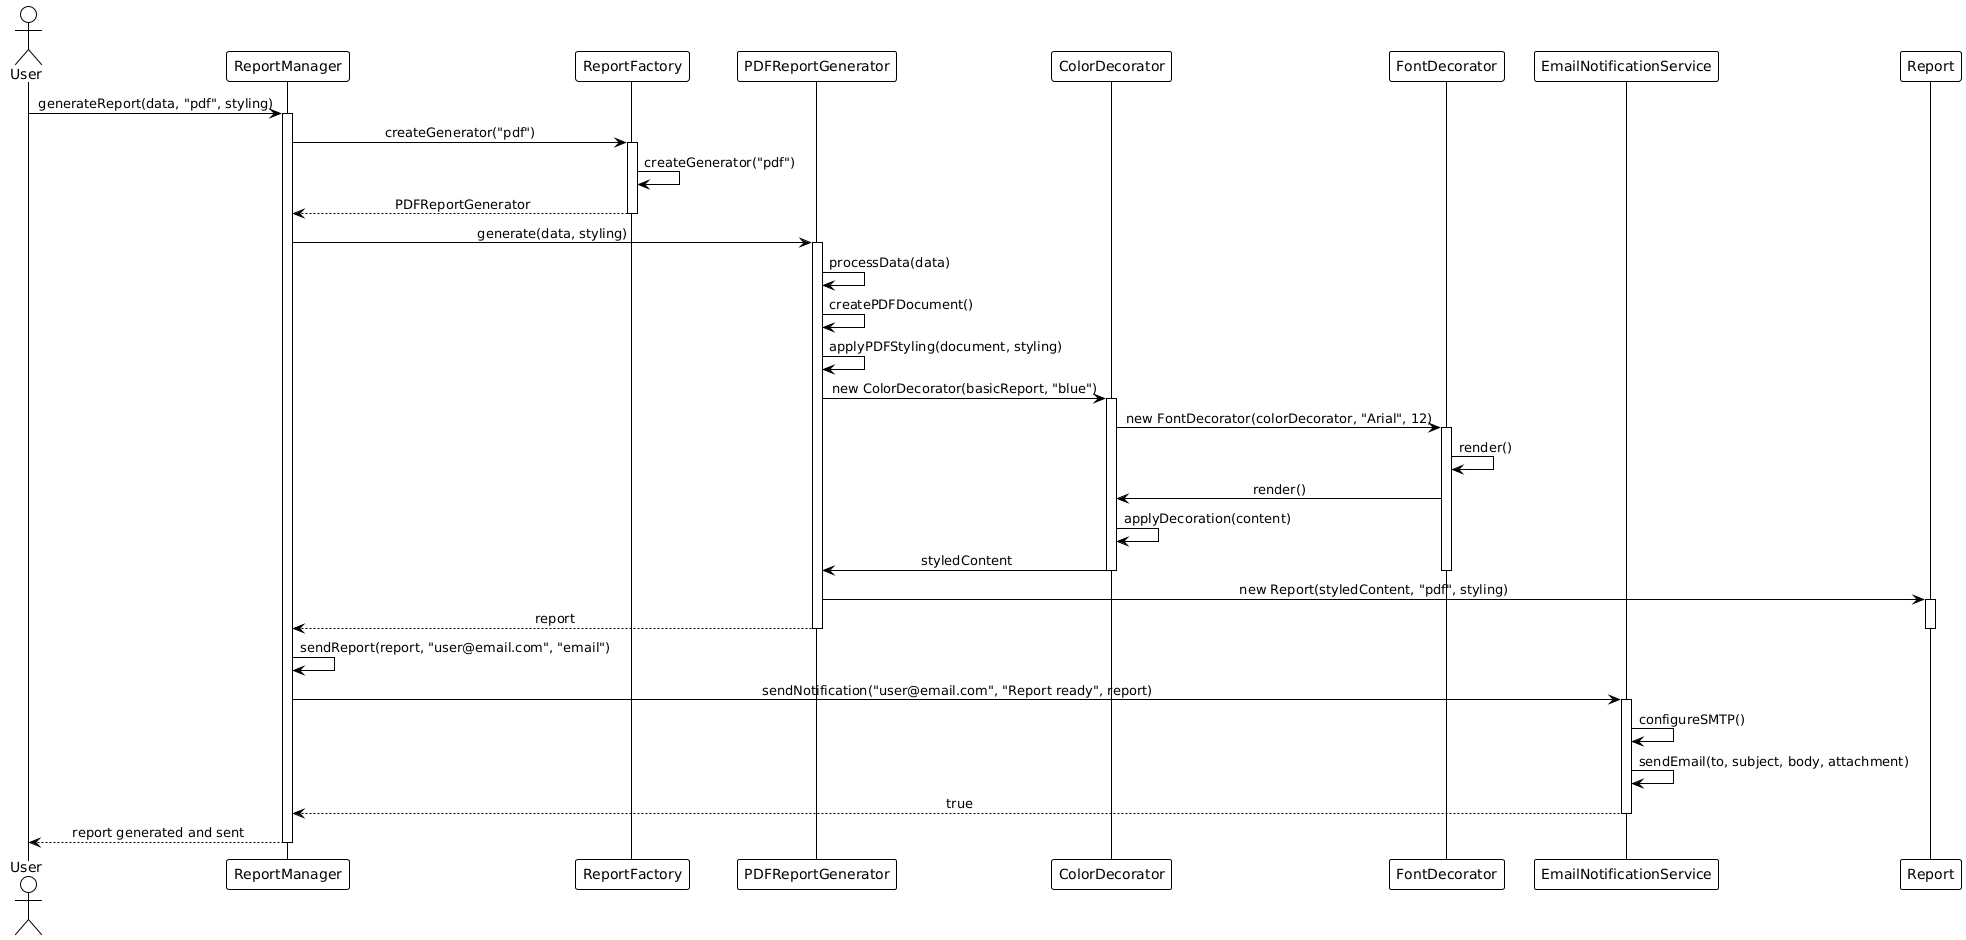 User
ReportManager
ReportFactory
PDFReportGenerator
ColorDecorator
FontDecorator
EmailNotificationService
Report
generateReport(data, "pdf", styling)
createGenerator("pdf")
createGenerator("pdf")
PDFReportGenerator
generate(data, styling)
processData(data)
createPDFDocument()
applyPDFStyling(document, styling)
new ColorDecorator(basicReport, "blue")
new FontDecorator(colorDecorator, "Arial", 12)
render()
render()
applyDecoration(content)
styledContent
new Report(styledContent, "pdf", styling)
report
sendReport(report, "user@email.com", "email")
sendNotification("user@email.com", "Report ready", report)
configureSMTP()
sendEmail(to, subject, body, attachment)
true
report generated and sent
User
ReportManager
ReportFactory
PDFReportGenerator
ColorDecorator
FontDecorator
EmailNotificationService
Report